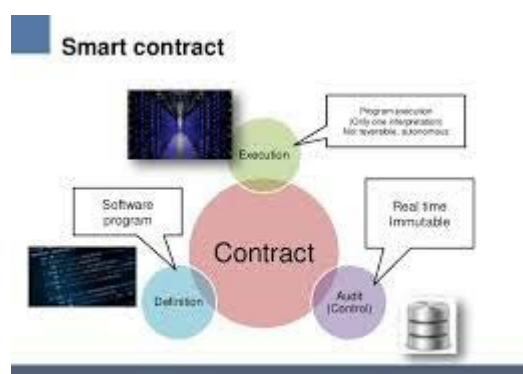 Smart contract
Program execution
(Only one interpretation)
Not reversible, autonomous
Execution
Software
program
Real time
Immutable
Contract
Definition
Audit
(Control)